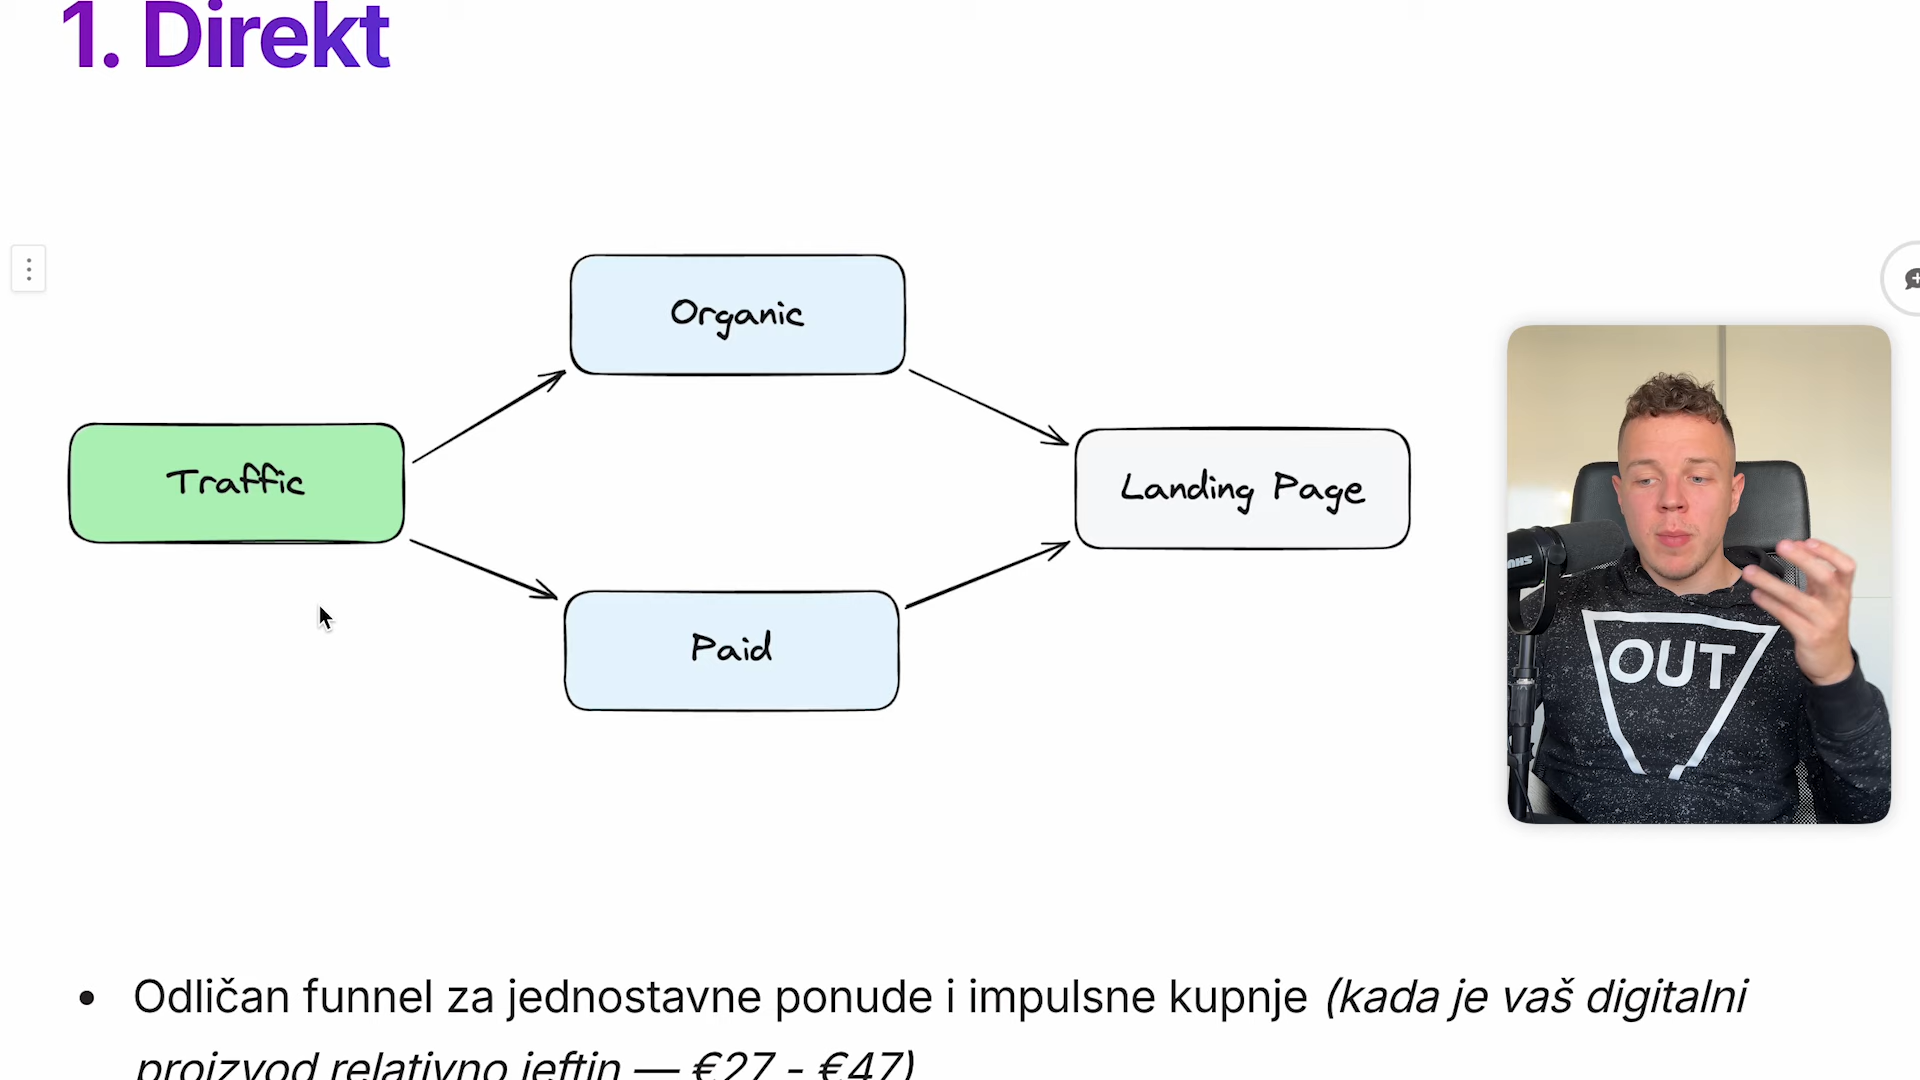 1. Direkt
Organic
Traffic
Landing Page
Paid
OUT
• Odličan funnel za jednostavne ponude i impulsne kupnje (kada je vaš digitalni
proizvod relativno jeftin — €27 - €47)